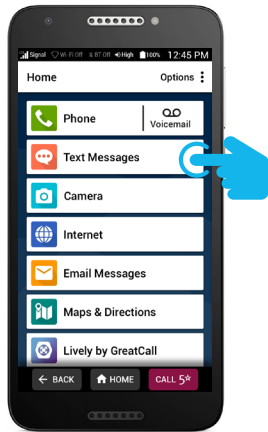 Signal Wi-Fi Off BT Off High 100% 12:45 PM
Home Options
Phone Voicemail
Text Messages
Camera
Internet
Email Messages
Maps & Directions
Lively by GreatCall
BACK HOME CALL 5☆